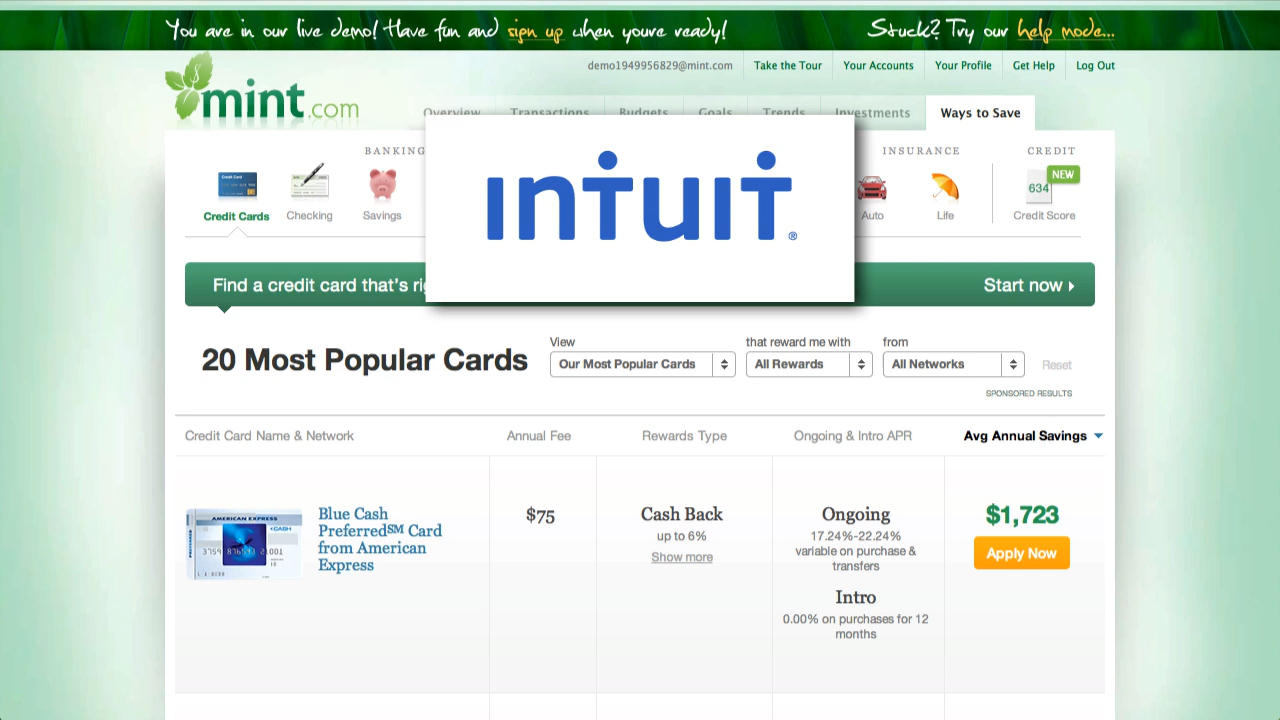 You are in our live demo! Have fun and sign up when youre ready!
Stuck? Try our help mode...
demo1949956829@mint.com
Take the Tour
Your Accounts
Your Profile
Get Help
Log Out
mint.com
Overview
Transactions
Budgets
Goals
Trends
Investments
Ways to Save
BANKING
INSURANCE
CREDIT
NEW
634
Credit Cards
Checking
Savings
Auto
Life
Credit Score
intuit®
Find a credit card that's
Start now
20 Most Popular Cards
View
Our Most Popular Cards
that reward me with
All Rewards
from
All Networks
Reset
SPONSORED RESULTS
Credit Card Name & Network
Annual Fee
Rewards Type
Ongoing & Intro APR
Avg Annual Savings
AMERICAN EXPRESS
CASH
Blue Cash
Preferred℠ Card
from American
Express
$75
Cash Back
up to 6%
Show more
Ongoing
17.24%-22.24%
variable on purchase &
transfers
Intro
0.00% on purchases for 12
months
$1,723
Apply Now